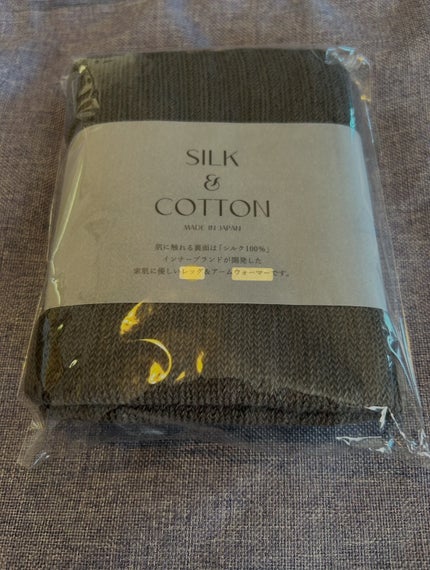 SILK
&
COTTON
MADE IN JAPAN
肌に触れる裏面は「シルク100%」
インナーブランドが開発した
素肌に優しいレッグ&アームウォーマーです。